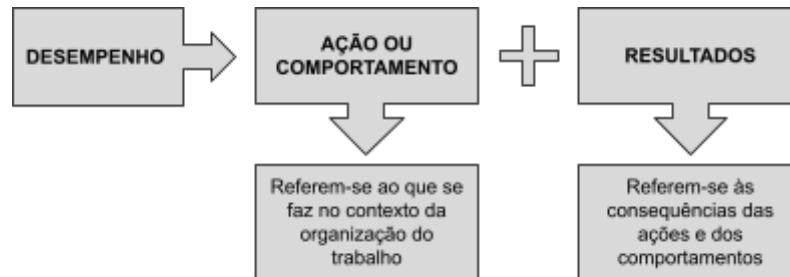 DESEMPENHO
AÇÃO OU
COMPORTAMENTO
RESULTADOS
Referem-se ao que se
faz no contexto da
organização do
trabalho
Referem-se às
consequências das
ações e dos
comportamentos